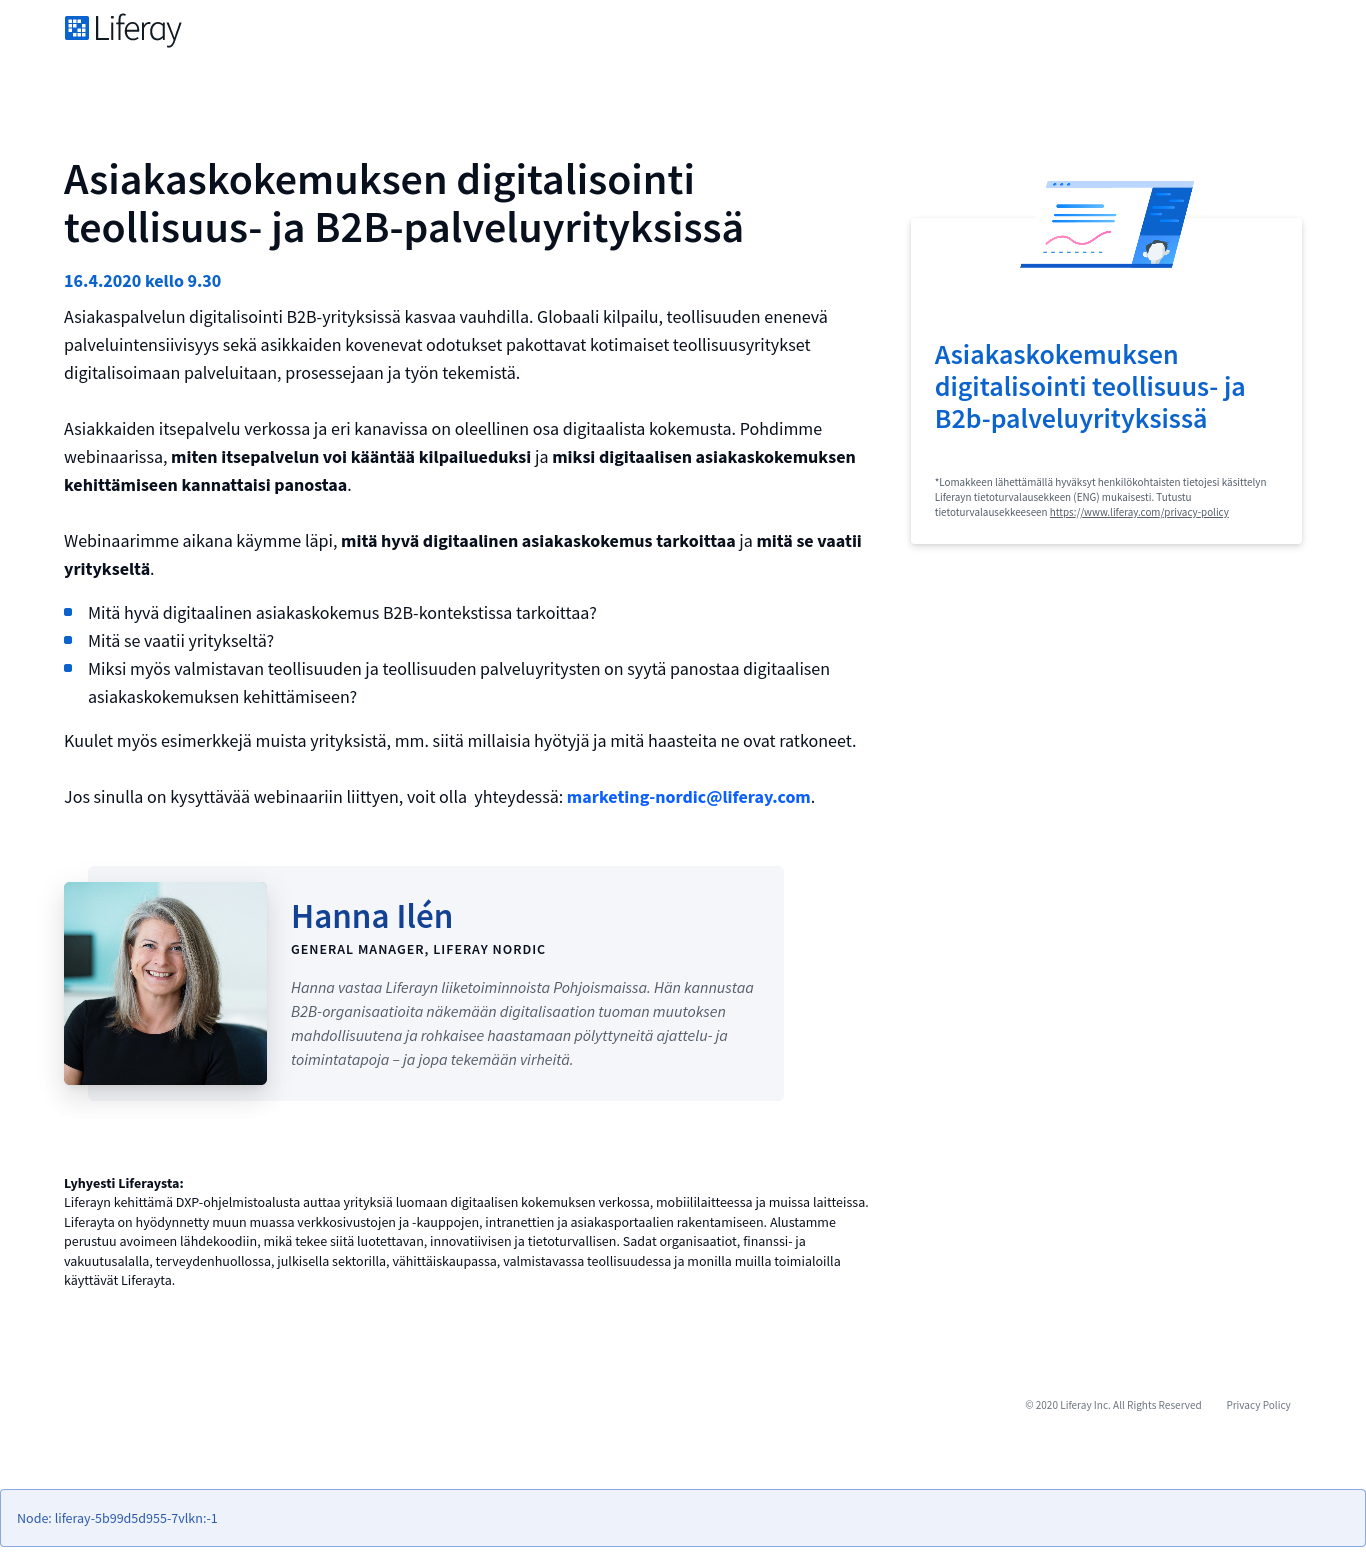 Liferay
Asiakaskokemuksen digitalisointi
teollisuus- ja B2B-palveluyrityksissä
16.4.2020 kello 9.30
Asiakaspalvelun digitalisointi B2B-yrityksissä kasvaa vauhdilla. Globaali kilpailu, teollisuuden enenevä
palveluintensiivisyys sekä asikkaiden kovenevat odotukset pakottavat kotimaiset teollisuusyritykset
digitalisoimaan palveluitaan, prosessejaan ja työn tekemistä.
Asiakkaiden itsepalvelu verkossa ja eri kanavissa on oleellinen osa digitaalista kokemusta. Pohdimme
webinaarissa, miten itsepalvelun voi kääntää kilpailueduksi ja miksi digitaalisen asiakaskokemuksen
kehittämiseen kannattaisi panostaa.
Webinaarimme aikana käymme läpi, mitä hyvä digitaalinen asiakaskokemus tarkoittaa ja mitä se vaatii
yritykseltä.
Mitä hyvä digitaalinen asiakaskokemus B2B-kontekstissa tarkoittaa?
Mitä se vaatii yritykseltä?
Miksi myös valmistavan teollisuuden ja teollisuuden palveluyritysten on syytä panostaa digitaalisen
asiakaskokemuksen kehittämiseen?
Kuulet myös esimerkkejä muista yrityksistä, mm. siitä millaisia hyötyjä ja mitä haasteita ne ovat ratkoneet.
Jos sinulla on kysyttävää webinaariin liittyen, voit olla  yhteydessä: marketing-nordic@liferay.com.
Asiakaskokemuksen
digitalisointi teollisuus- ja
B2b-palveluyrityksissä
*Lomakkeen lähettämällä hyväksyt henkilökohtaisten tietojesi käsittelyn
Liferayn tietoturvalausekkeen (ENG) mukaisesti. Tutustu
tietoturvalausekkeeseen https://www.liferay.com/privacy-policy
Hanna Ilén
GENERAL MANAGER, LIFERAY NORDIC
Hanna vastaa Liferayn liiketoiminnoista Pohjoismaissa. Hän kannustaa
B2B-organisaatioita näkemään digitalisaation tuoman muutoksen
mahdollisuutena ja rohkaisee haastamaan pölyttyneitä ajattelu- ja
toimintatapoja – ja jopa tekemään virheitä.
Lyhyesti Liferaysta:
Liferayn kehittämä DXP-ohjelmistoalusta auttaa yrityksiä luomaan digitaalisen kokemuksen verkossa, mobiililaitteessa ja muissa laitteissa.
Liferayta on hyödynnetty muun muassa verkkosivustojen ja -kauppojen, intranettien ja asiakasportaalien rakentamiseen. Alustamme
perustuu avoimeen lähdekoodiin, mikä tekee siitä luotettavan, innovatiivisen ja tietoturvallisen. Sadat organisaatiot, finanssi- ja
vakuutusalalla, terveydenhuollossa, julkisella sektorilla, vähittäiskaupassa, valmistavassa teollisuudessa ja monilla muilla toimialoilla
käyttävät Liferayta.
© 2020 Liferay Inc. All Rights Reserved Privacy Policy
Node: liferay-5b99d5d955-7vlkn:-1